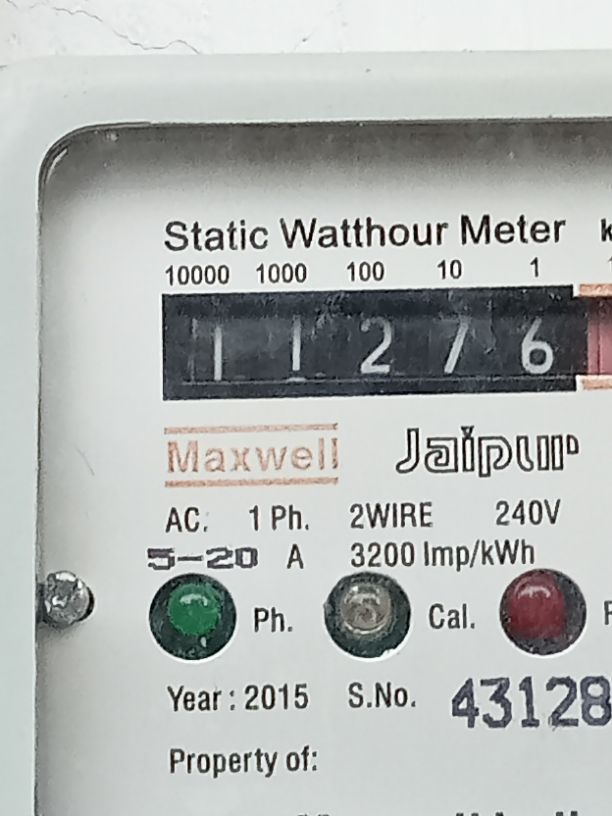 Static Watthour Meter k
10000 1000 100 10 1
1 1 2 7 6
Maxwell Jaipur
AC. 1 Ph. 2WIRE 240V
5-20 A 3200 Imp/kWh
Ph. Cal.
Year : 2015 S.No. 43128
Property of: